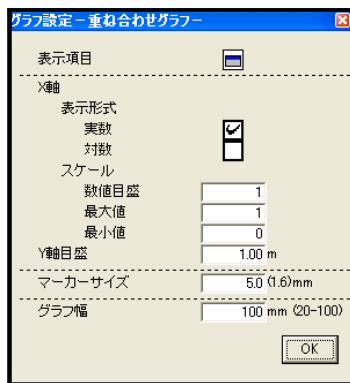 グラフ設定－重ね合わせグラフ－
表示項目
X軸
表示形式
実数
対数
スケール
数値目盛 1
最大値 1
最小値 0
Y軸目盛 1.00 m
マーカーサイズ 5.0 (1.6)mm
グラフ幅 100 mm (20-100)
OK